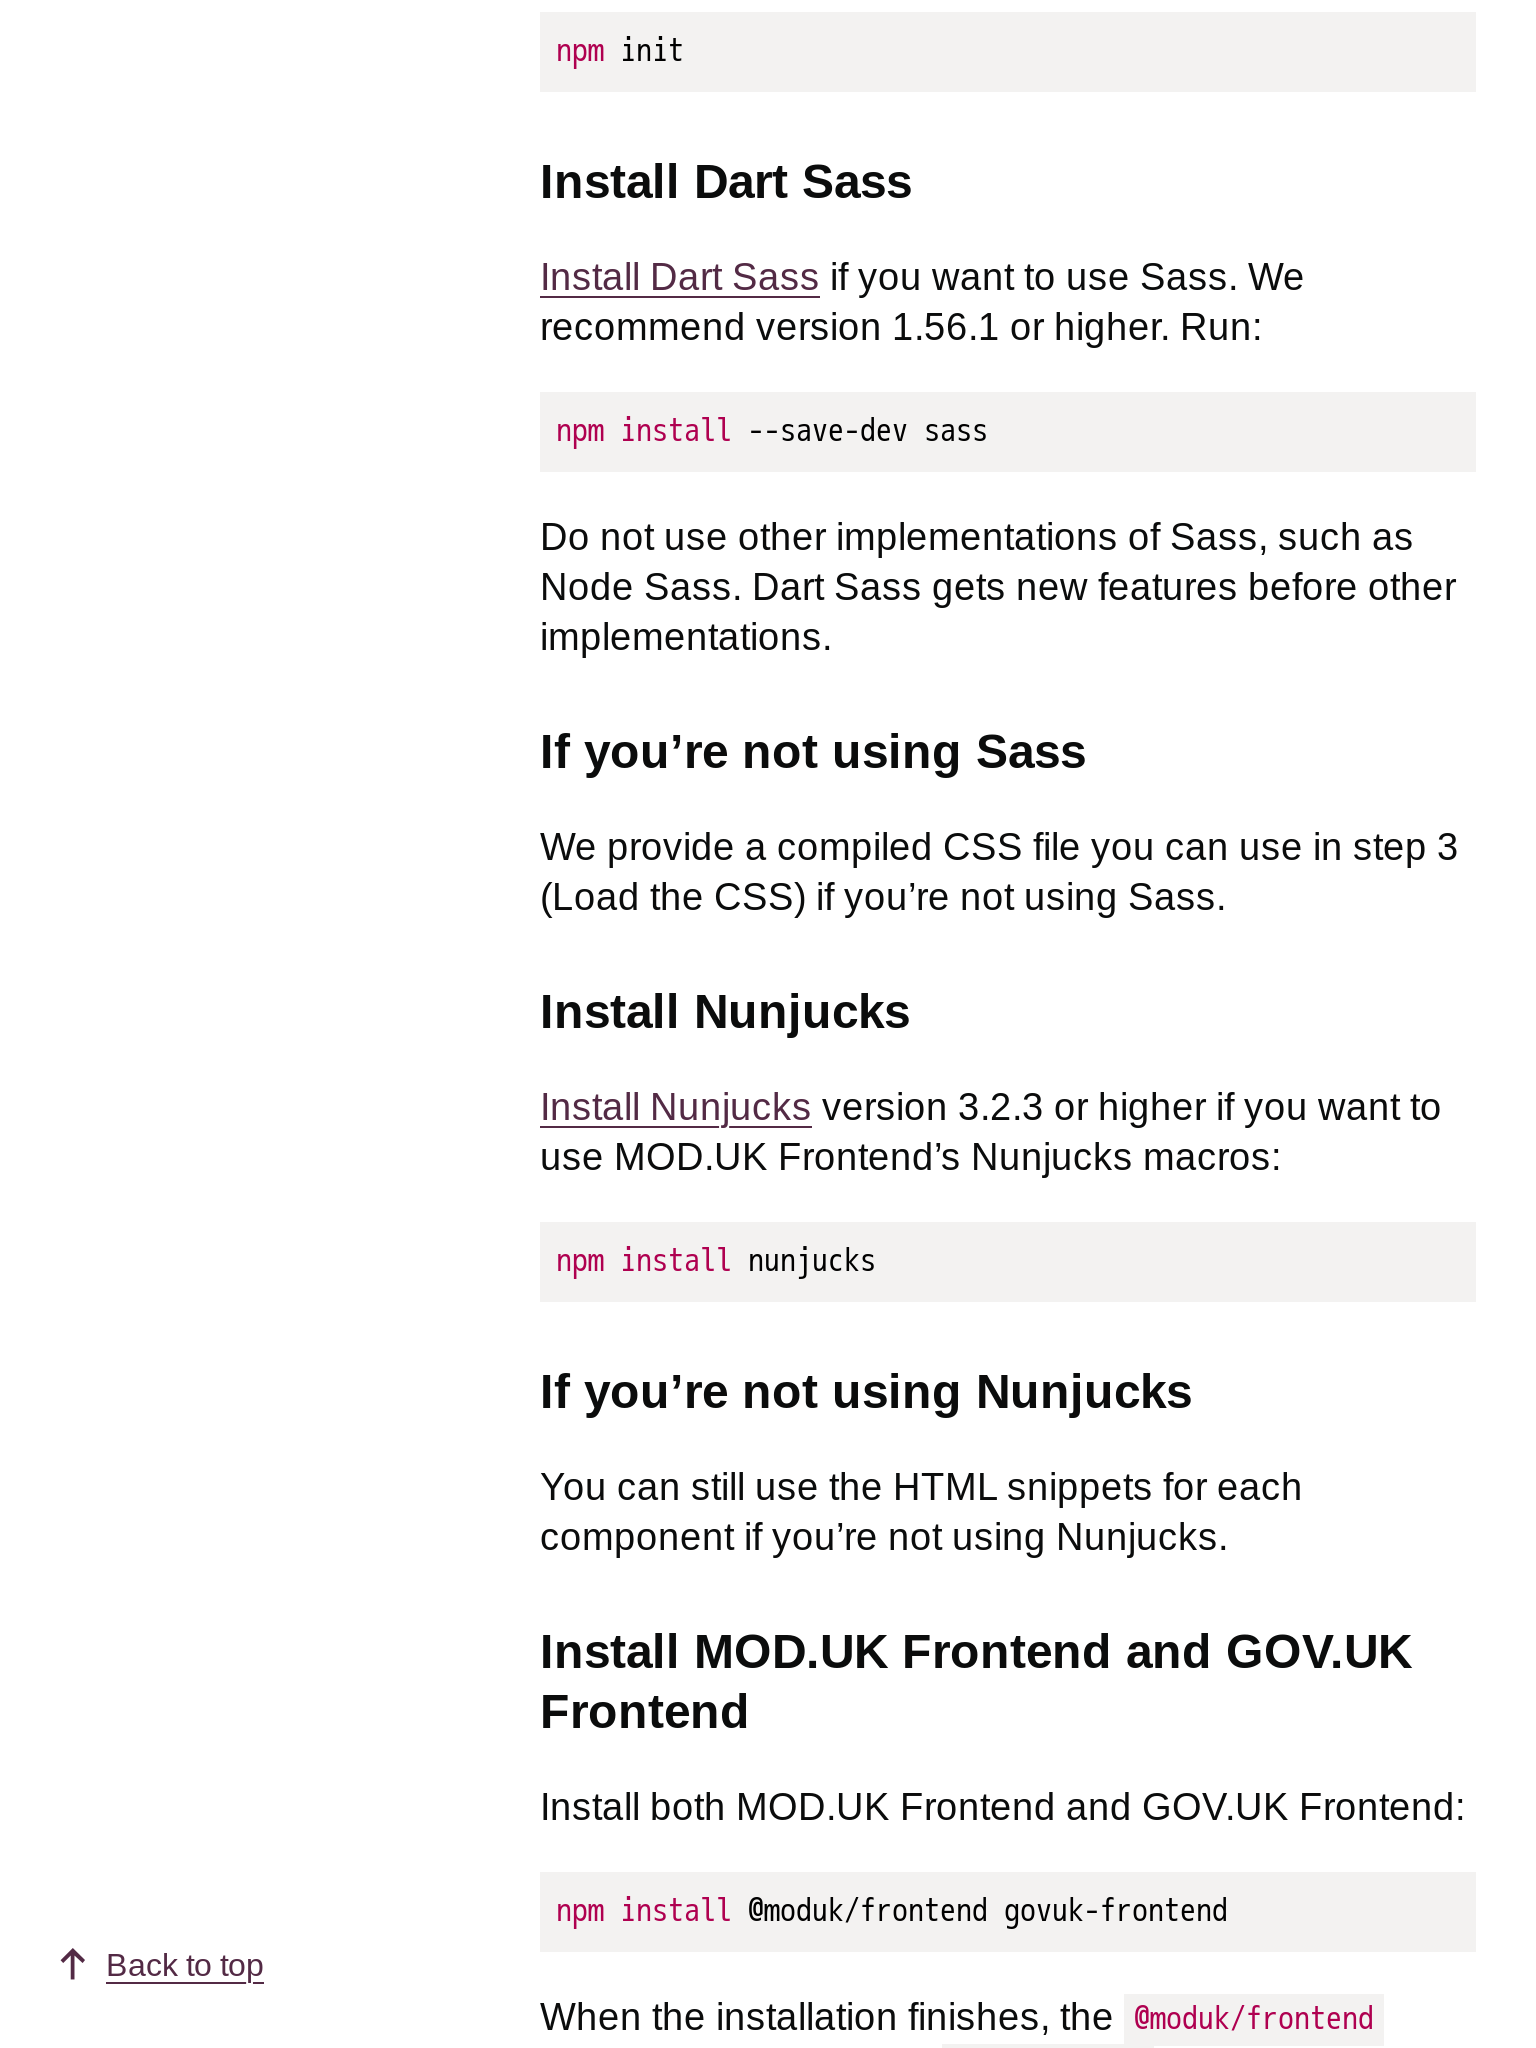 npm init
Install Dart Sass
Install Dart Sass if you want to use Sass. We
recommend version 1.56.1 or higher. Run:
npm install --save-dev sass
Do not use other implementations of Sass, such as
Node Sass. Dart Sass gets new features before other
implementations.
If you’re not using Sass
We provide a compiled CSS file you can use in step 3
(Load the CSS) if you’re not using Sass.
Install Nunjucks
Install Nunjucks version 3.2.3 or higher if you want to
use MOD.UK Frontend’s Nunjucks macros:
npm install nunjucks
If you’re not using Nunjucks
You can still use the HTML snippets for each
component if you’re not using Nunjucks.
Install MOD.UK Frontend and GOV.UK
Frontend
Install both MOD.UK Frontend and GOV.UK Frontend:
npm install @moduk/frontend govuk-frontend
Back to top
When the installation finishes, the @moduk/frontend